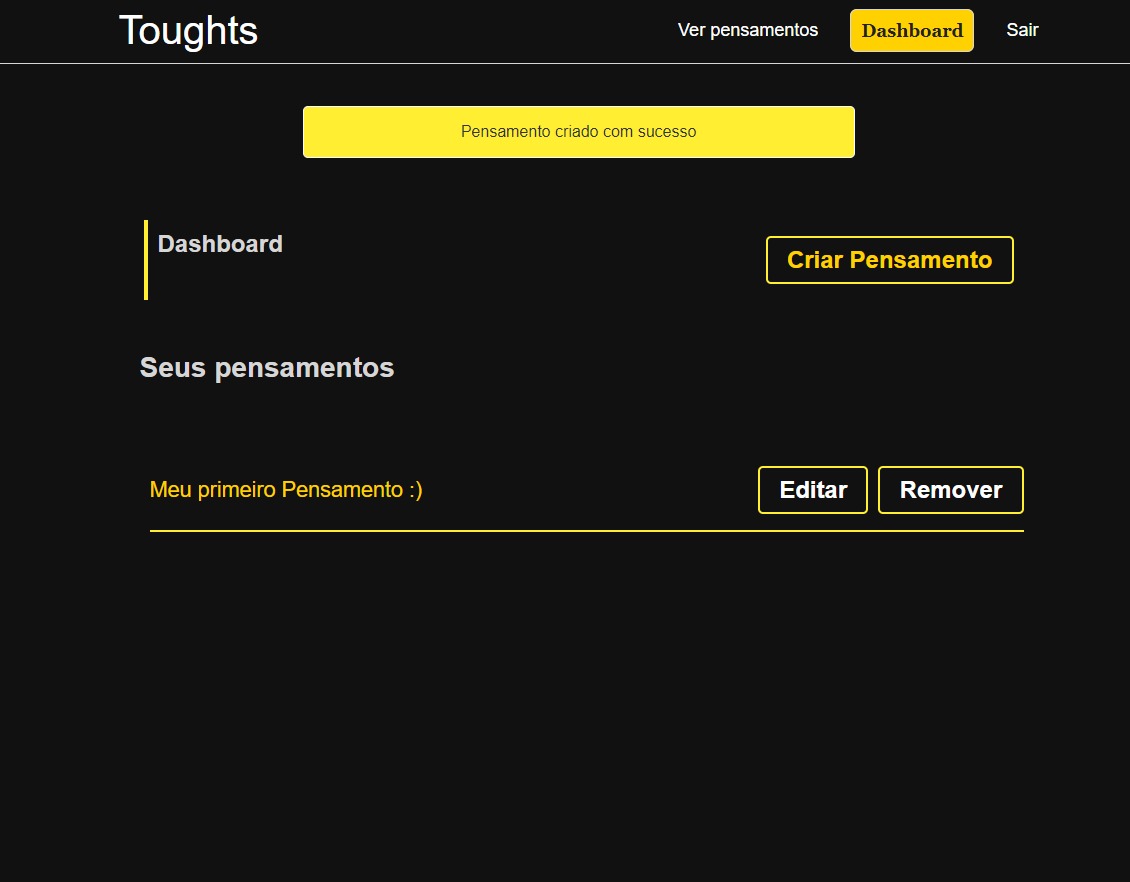 Toughts
Ver pensamentos
Dashboard
Sair
Pensamento criado com sucesso
Dashboard
Criar Pensamento
Seus pensamentos
Meu primeiro Pensamento :)
Editar
Remover